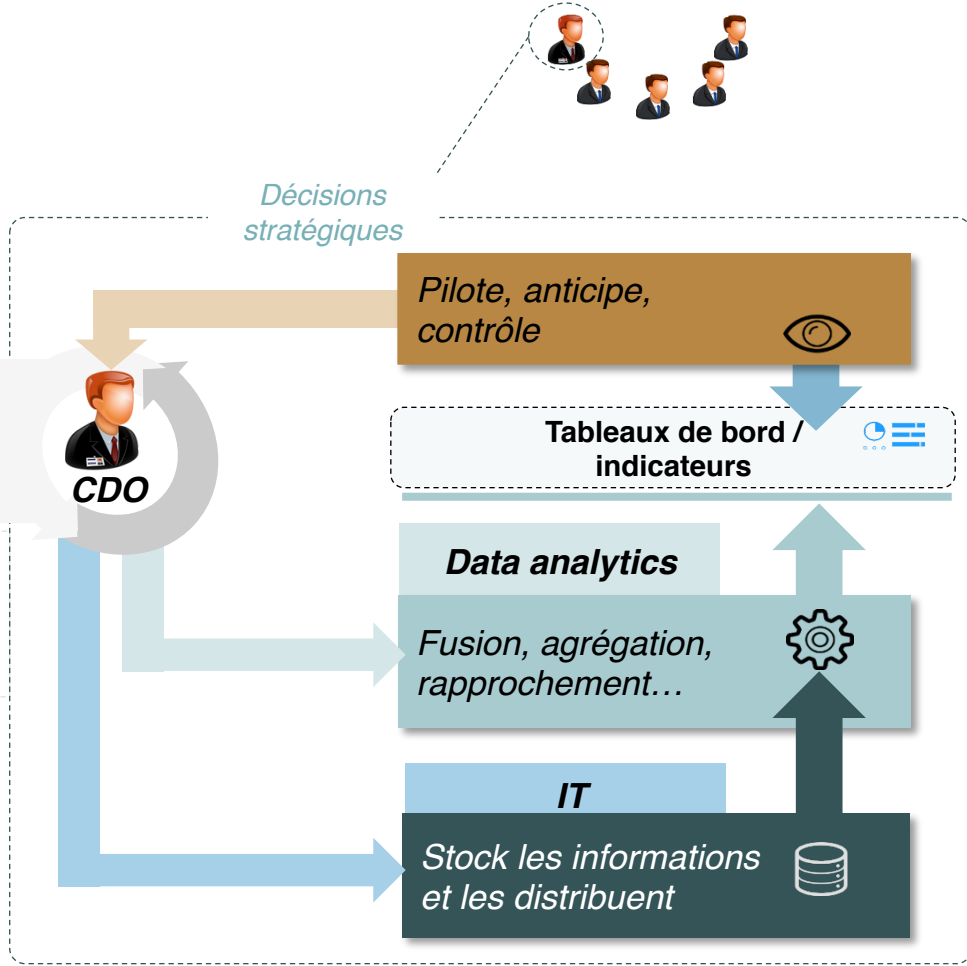 Décisions
stratégiques
Pilote, anticipe,
contrôle
Tableaux de bord /
indicateurs
CDO
Data analytics
Fusion, agrégation,
rapprochement…
IT
Stock les informations
et les distribuent